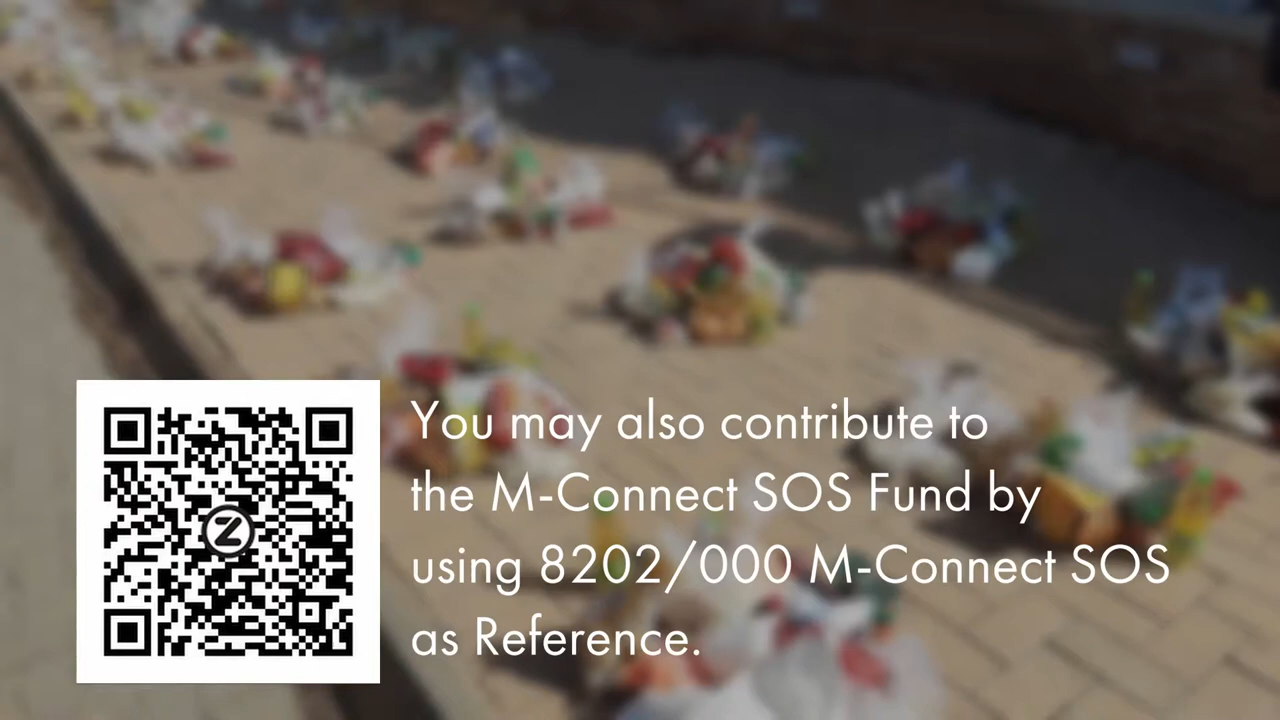 You may also contribute to
the M-Connect SOS Fund by
using 8202/000 M-Connect SOS
as Reference.